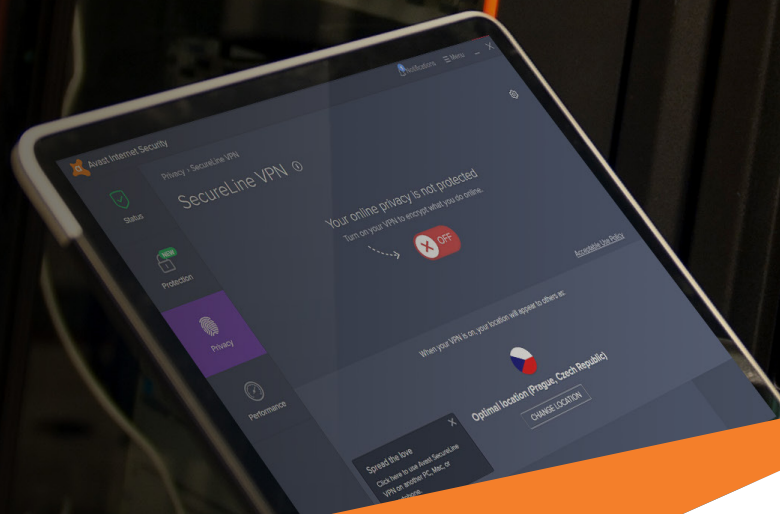 Notifications
Menu
Avast Internet Security
Privacy › SecureLine VPN
SecureLine VPN
Status
NEW
Protection
Privacy
Performance
Your online privacy is not protected
Turn on your VPN to encrypt what you do online.
OFF
Acceptable Use Policy
When your VPN is on, your location will appear to others as:
Optimal location (Prague, Czech Republic)
CHANGE LOCATION
Spread the love
Click here to use Avast SecureLine
VPN on another PC, Mac, or